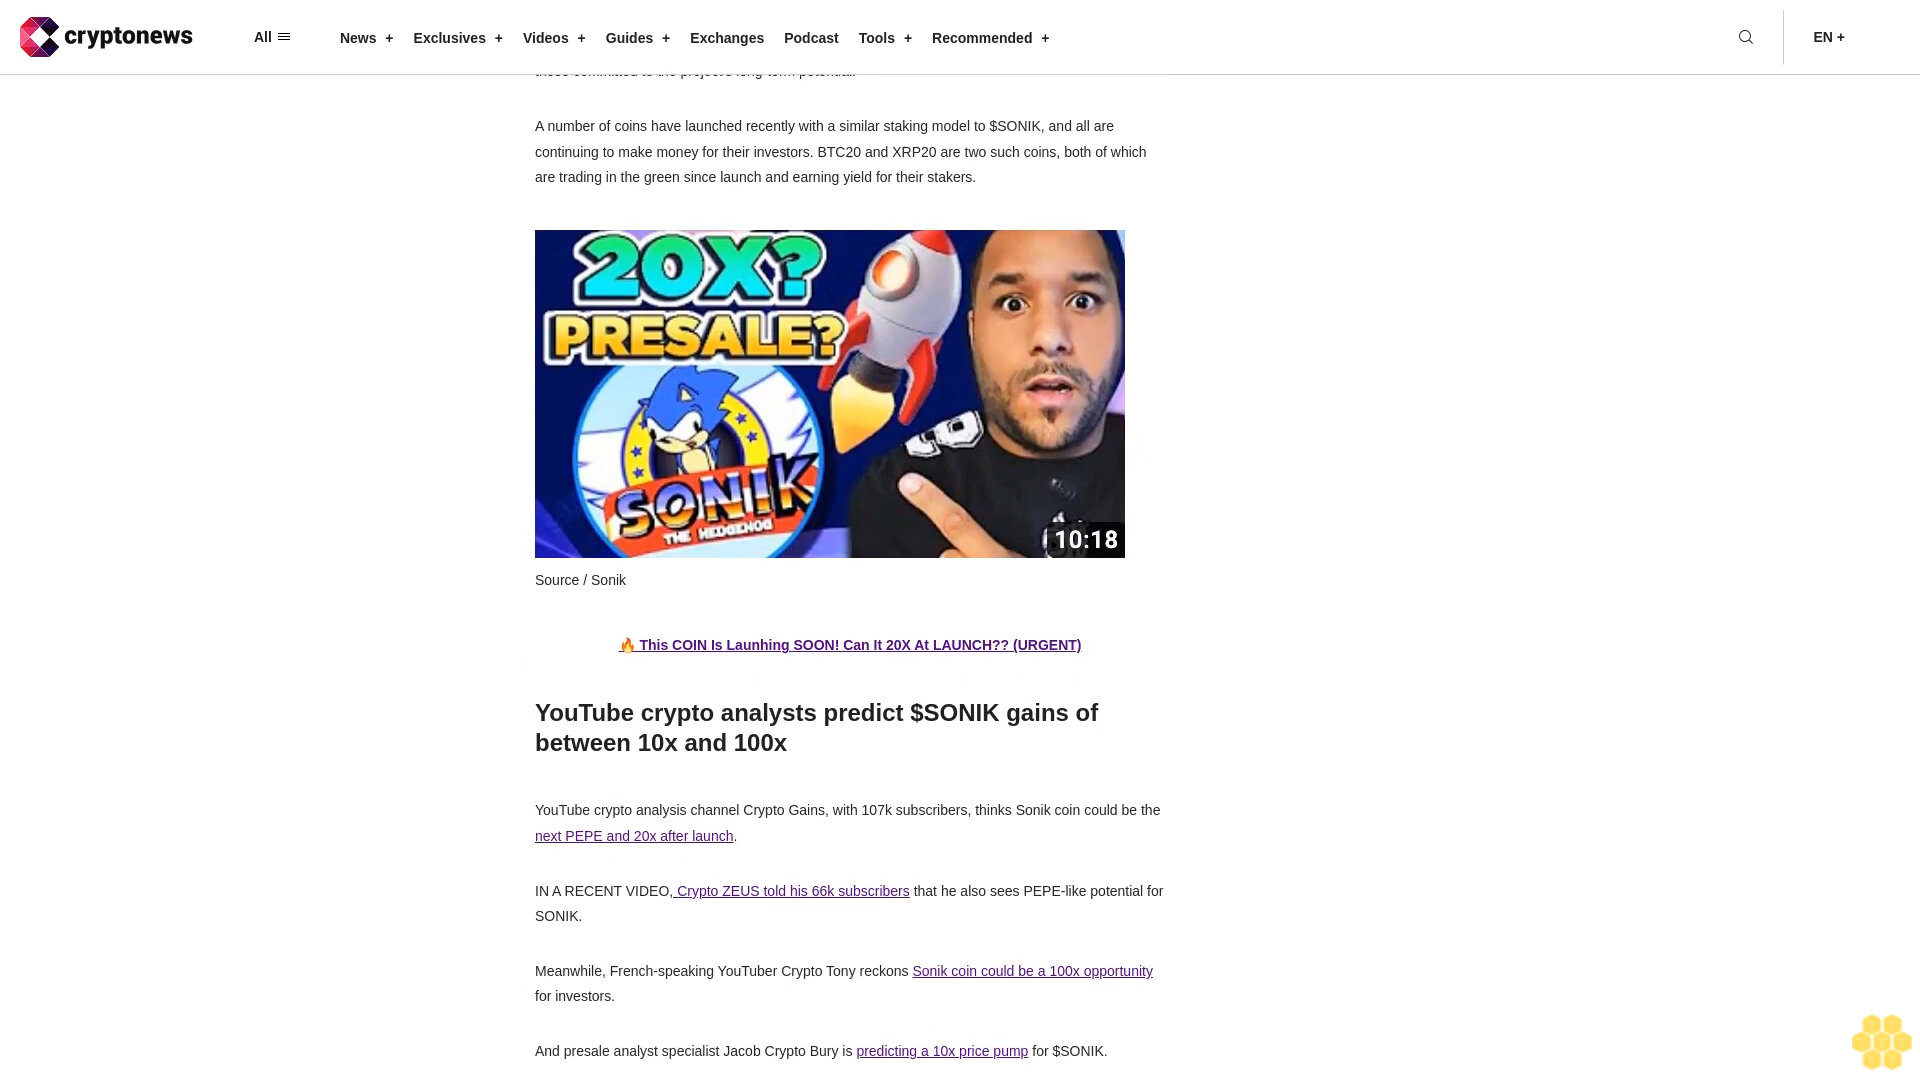 cryptonews
All
News +
Exclusives +
Videos +
Guides +
Exchanges
Podcast
Tools +
Recommended +
EN +
those committed to the project's long-term potential.
A number of coins have launched recently with a similar staking model to $SONIK, and all are
continuing to make money for their investors. BTC20 and XRP20 are two such coins, both of which
are trading in the green since launch and earning yield for their stakers.
20X?
PRESALE?
SONIK
THE HEDGEHOG
10:18
Source / Sonik
🔥 This COIN Is Launhing SOON! Can It 20X At LAUNCH?? (URGENT)
YouTube crypto analysts predict $SONIK gains of
between 10x and 100x
YouTube crypto analysis channel Crypto Gains, with 107k subscribers, thinks Sonik coin could be the
next PEPE and 20x after launch.
IN A RECENT VIDEO, Crypto ZEUS told his 66k subscribers that he also sees PEPE-like potential for
SONIK.
Meanwhile, French-speaking YouTuber Crypto Tony reckons Sonik coin could be a 100x opportunity
for investors.
And presale analyst specialist Jacob Crypto Bury is predicting a 10x price pump for $SONIK.